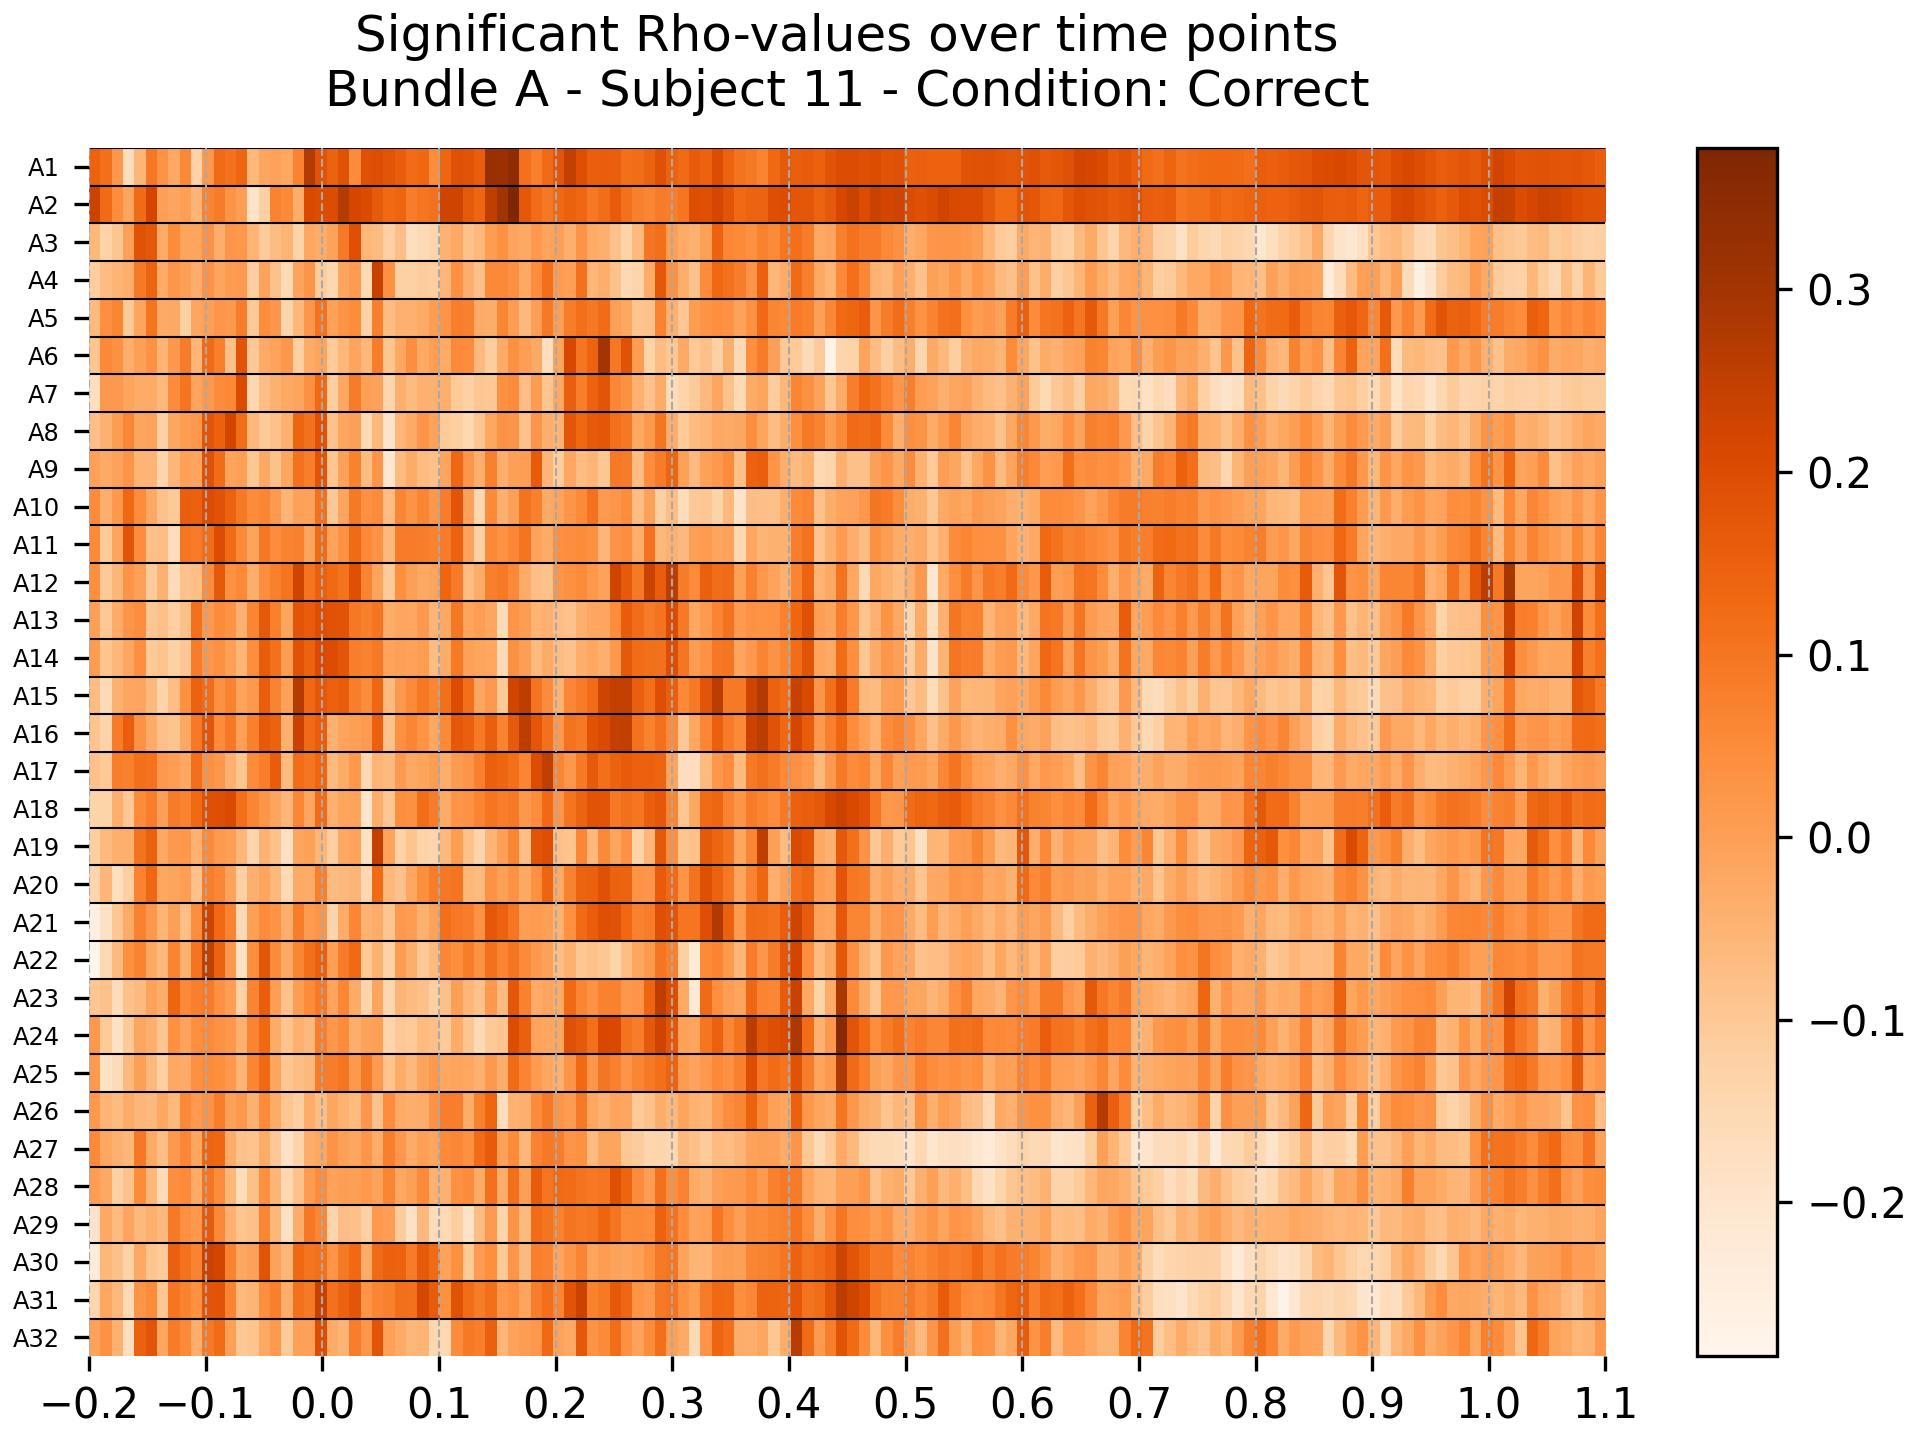 Significant Rho-values over time points
Bundle A - Subject 11 - Condition: Correct
A1
A2
A3
A4
A5
A6
A7
A8
A9
A10
A11
A12
A13
A14
A15
A16
A17
A18
A19
A20
A21
A22
A23
A24
A25
A26
A27
A28
A29
A30
A31
A32
−0.2 −0.1 0.0 0.1 0.2 0.3 0.4 0.5 0.6 0.7 0.8 0.9 1.0 1.1
0.3
0.2
0.1
0.0
−0.1
−0.2